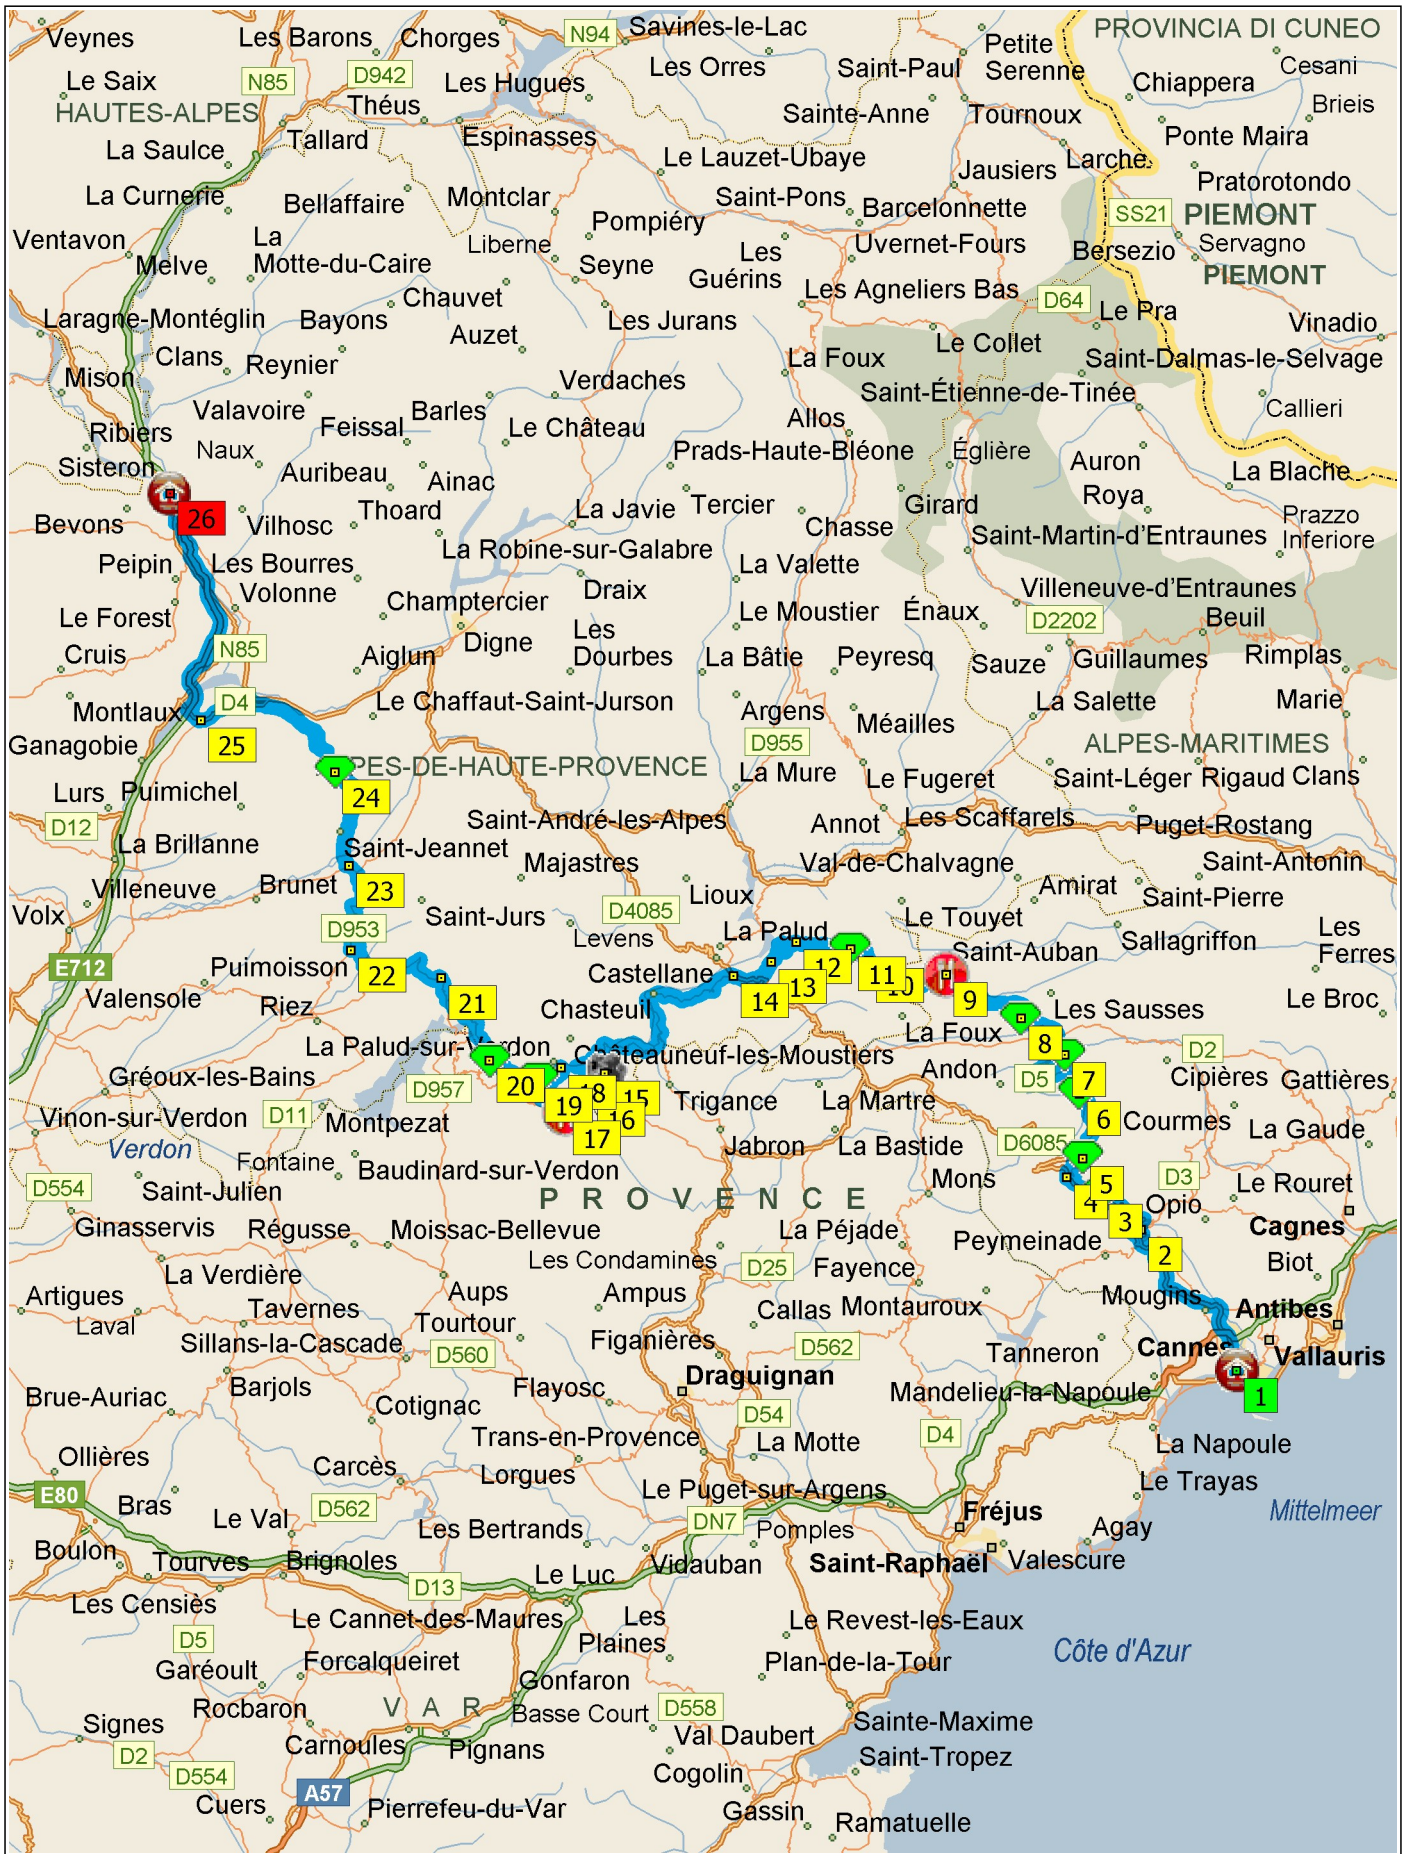 Veynes
Les Barons
Chorges
N94
Savines-le-Lac
Petite
Serenne
PROVINCIA DI CUNEO
Cesani
Le Saix
N85
D942
Les Hugues
Les Orres
Saint-Paul
Chiappera
Brieis
HAUTES-ALPES
Théus
Sainte-Anne
Tournoux
Ponte Maira
Tallard
Espinasses
La Saulce
Le Lauzet-Ubaye
Jausiers
Larche
Pratorotondo
La Curnerie
Bellaffaire
Montclar
Saint-Pons
Barcelonnette
SS21
PIEMONT
Ventavon
La
Motte-du-Caire
Liberne
Pompiéry
Les
Guérins
Uvernet-Fours
Bersezio
Servagno
PIEMONT
Melve
Seyne
Chauvet
Les Agneliers Bas
D64
Le Pra
Laragne-Montéglin
Bayons
Auzet
Les Jurans
Vinadio
Clans
Reynier
La Foux
Le Collet
Saint-Dalmas-le-Selvage
Mison
Verdaches
Saint-Étienne-de-Tinée
Callieri
Valavoire
Feissal
Barles
Le Château
Allos
Ribiers
Naux
Prads-Haute-Bléone
Églière
Auron
La Blache
Sisteron
Auribeau
Ainac
Roya
26
Bevons
Vilhosc
Thoard
La Javie
Tercier
Chasse
Girard
Prazzo
Inferiore
Saint-Martin-d'Entraunes
Peipin
Les Bourres
La Robine-sur-Galabre
La Valette
Volonne
Champtercier
Draix
Villeneuve-d'Entraunes
Le Forest
Le Moustier
Énaux
D2202
Beuil
Cruis
N85
Digne
Les
Dourbes
La Bâtie
Peyresq
Sauze
Guillaumes
Rimplas
Aiglun
Le Chaffaut-Saint-Jurson
Argens
Méailles
La Salette
Marie
Montlaux
D4
25
Ganagobie
D955
ALPES-MARITIMES
PES-DE-HAUTE-PROVENCE
La Mure
Le Fugeret
Saint-Léger
Rigaud
Clans
Lurs
Puimichel
24
D12
Saint-André-les-Alpes
Annot
Les Scaffarels
Puget-Rostang
La Brillanne
Saint-Jeannet
Majastres
Val-de-Chalvagne
Saint-Antonin
Villeneuve
Brunet
23
Lioux
Amirat
Saint-Pierre
Volx
D953
Saint-Jurs
D4085
Le Touyet
Les
Ferres
Levens
La Palud
Saint-Auban
Sallagriffon
E712
Puimoisson
22
Castellane
12
11
10
9
Valensole
Riez
21
Chasteuil
14
13
Les Sausses
Le Broc
La Foux
8
La Palud-sur-Verdon
Châteauneuf-les-Moustiers
D2
Gréoux-les-Bains
D957
20
Andon
D5
7
Cipières
Gattières
18
15
Vinon-sur-Verdon
D11
Montpezat
19
16
Trigance
La Martre
6
Courmes
La Gaude
Verdon
17
Jabron
La Bastide
D6085
Fontaine
Baudinard-sur-Verdon
D554
Saint-Julien
PROVENCE
Mons
5
D3
Le Rouret
4
Ginasservis
Régusse
Moissac-Bellevue
La Péjade
3
Opio
Cagnes
Les Condamines
Peymeinade
2
La Verdière
D25
Fayence
Biot
Artigues
Aups
Ampus
Mougins
Laval
Tavernes
Tourtour
Callas
Montauroux
Antibes
Sillans-la-Cascade
Figanières
D562
Tanneron
Cannes
Vallauris
D560
Brue-Auriac
Barjols
Flayosc
Draguignan
Mandelieu-la-Napoule
1
Cotignac
D54
Trans-en-Provence
La Motte
D4
La Napoule
Ollières
Carcès
Lorgues
Le Trayas
E80
Le Puget-sur-Argens
Bras
D562
Le Val
Les Bertrands
DN7
Pomples
Fréjus
Mittelmeer
Boulon
Tourves
Brignoles
Vidauban
Agay
Saint-Raphaël
Valescure
D13
Le Luc
Les Censiès
Le Cannet-des-Maures
Les
Plaines
Le Revest-les-Eaux
D5
Côte d'Azur
Garéoult
Forcalqueiret
Plan-de-la-Tour
Gonfaron
Rocbaron
VAR
Basse Court
D558
Signes
Sainte-Maxime
D2
Carnoules
Pignans
Val Daubert
Saint-Tropez
D554
Cogolin
A57
Cuers
Pierrefeu-du-Var
Gassin
Ramatuelle